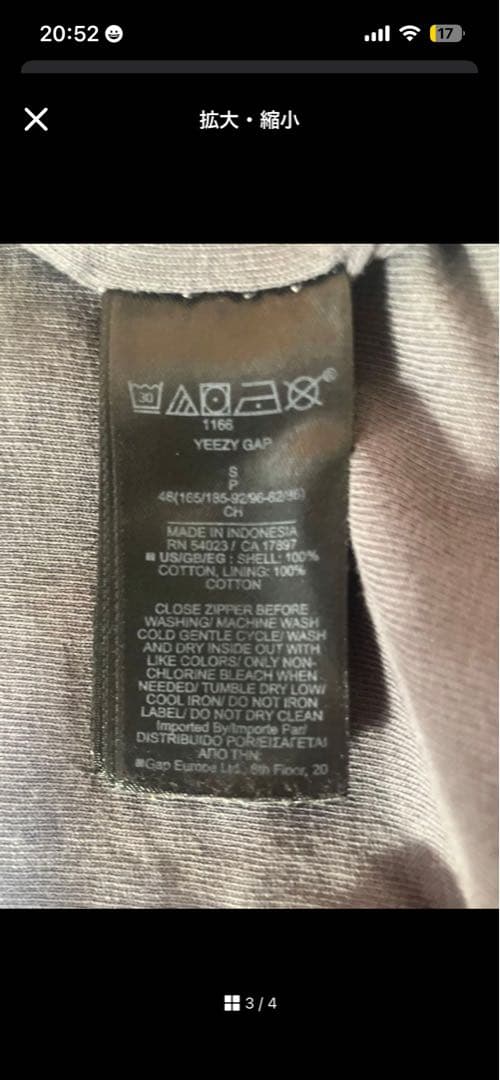 20:52
17
拡大・縮小
30
1166
YEEZY GAP
S
P
48(165/185-92/96-82/86)
CH
MADE IN INDONESIA
RN 54023 / CA 17897
US/GB/EG : SHELL: 100%
COTTON, LINING: 100%
COTTON
CLOSE ZIPPER BEFORE
WASHING/ MACHINE WASH
COLD GENTLE CYCLE/ WASH
AND DRY INSIDE OUT WITH
LIKE COLORS/ ONLY NON-
CHLORINE BLEACH WHEN
NEEDED/ TUMBLE DRY LOW/
COOL IRON/ DO NOT IRON
LABEL/ DO NOT DRY CLEAN
Imported By/Importe Par/
DISTRIBUIDO POR/ΕΙΣΑΓΕΤΑΙ
ΑΠΟ ΤΗΝ:
Gap Europe Ltd., 6th Floor, 20
3 / 4